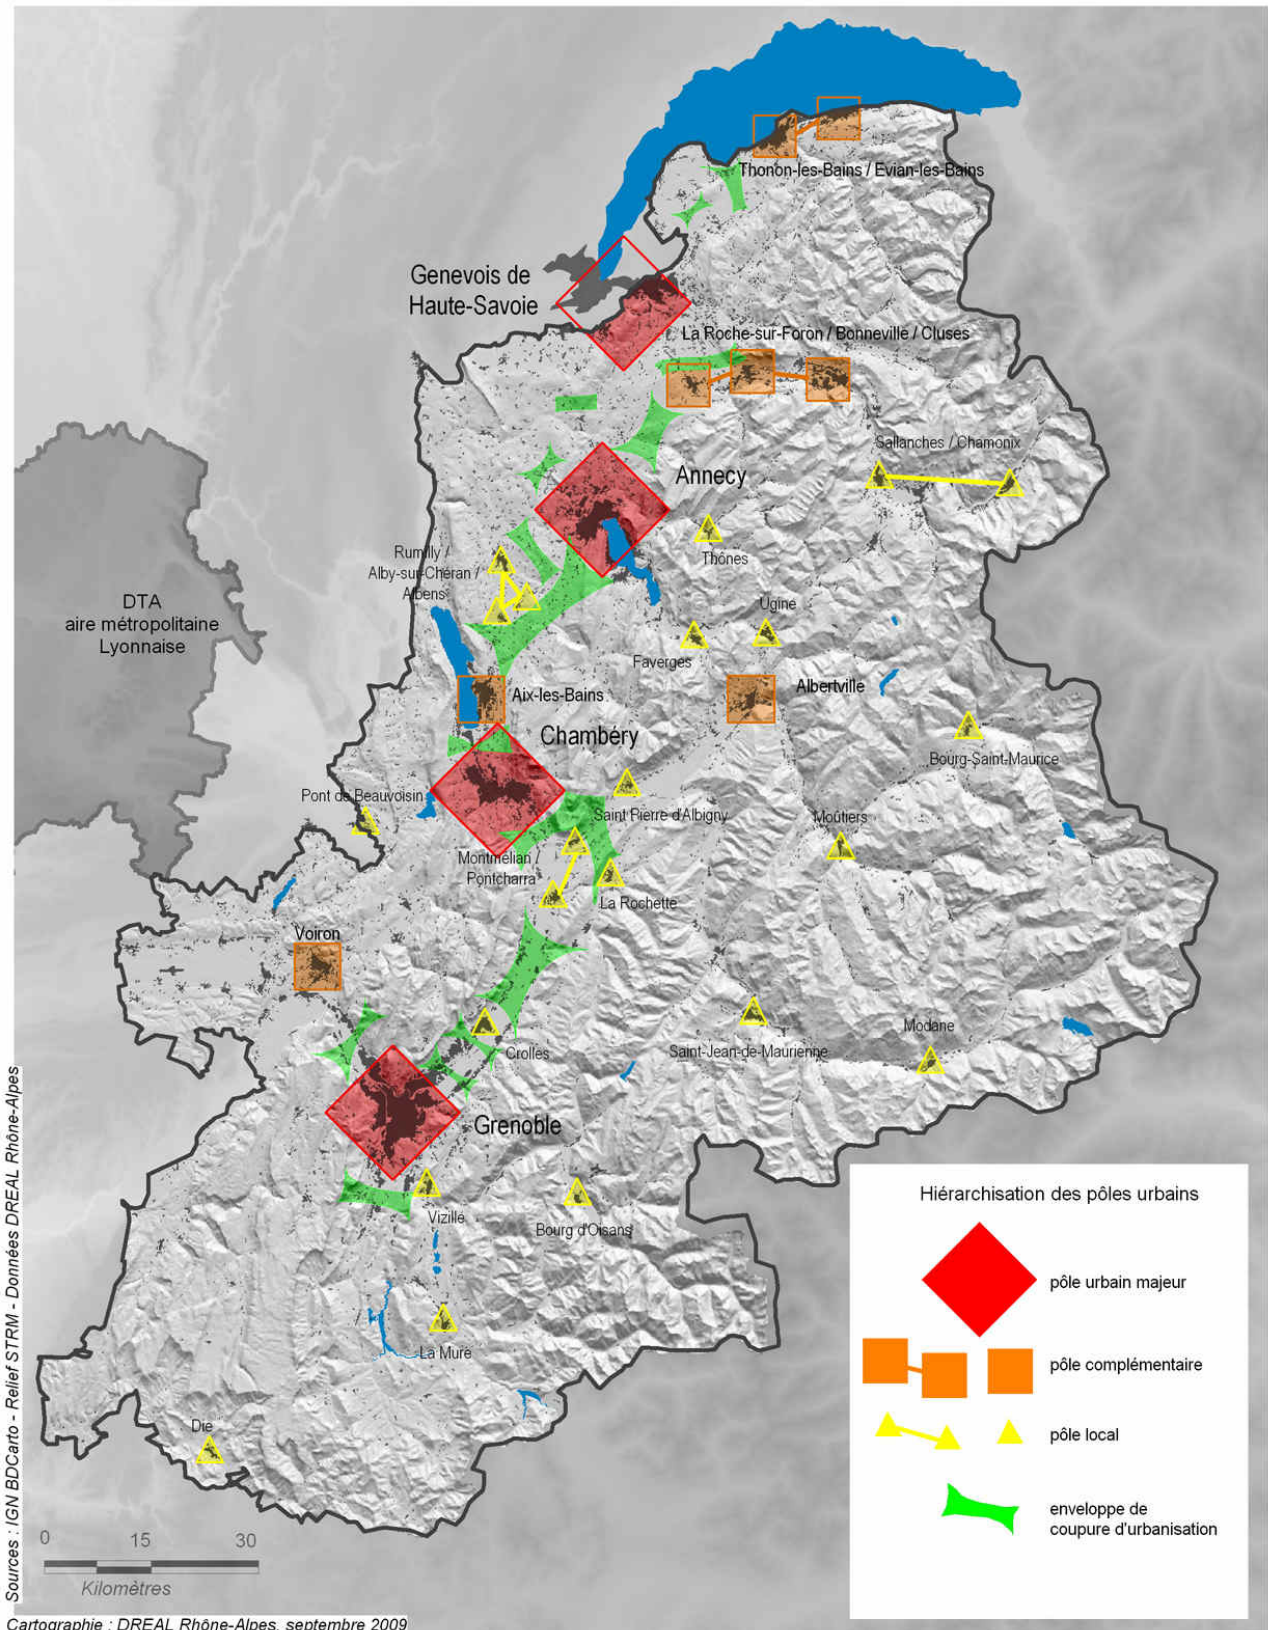 Thonon-les-Bains / Evian-les-Bains
Genevois de
Haute-Savoie
La Roche-sur-Foron / Bonneville / Cluses
Sallanches / Chamonix
Annecy
Thônes
Rumilly /
Alby-sur-Chéran /
Albens
DTA
aire métropolitaine
Lyonnaise
Ugine
Faverges
Albertville
Aix-les-Bains
Chambéry
Bourg-Saint-Maurice
Pont de Beauvoisin
Saint Pierre d'Albigny
Moûtiers
Montmélian /
Pontcharra
La Rochette
Voiron
Crolles
Saint-Jean-de-Maurienne
Modane
Grenoble
Vizille
Bourg d'Oisans
La Mure
Die
Hiérarchisation des pôles urbains
pôle urbain majeur
pôle complémentaire
pôle local
enveloppe de
coupure d'urbanisation
0 15 30
Kilomètres
Sources : IGN BDCarto - Relief STRM - Données DREAL Rhône-Alpes
Cartographie : DREAL Rhône-Alpes, septembre 2009